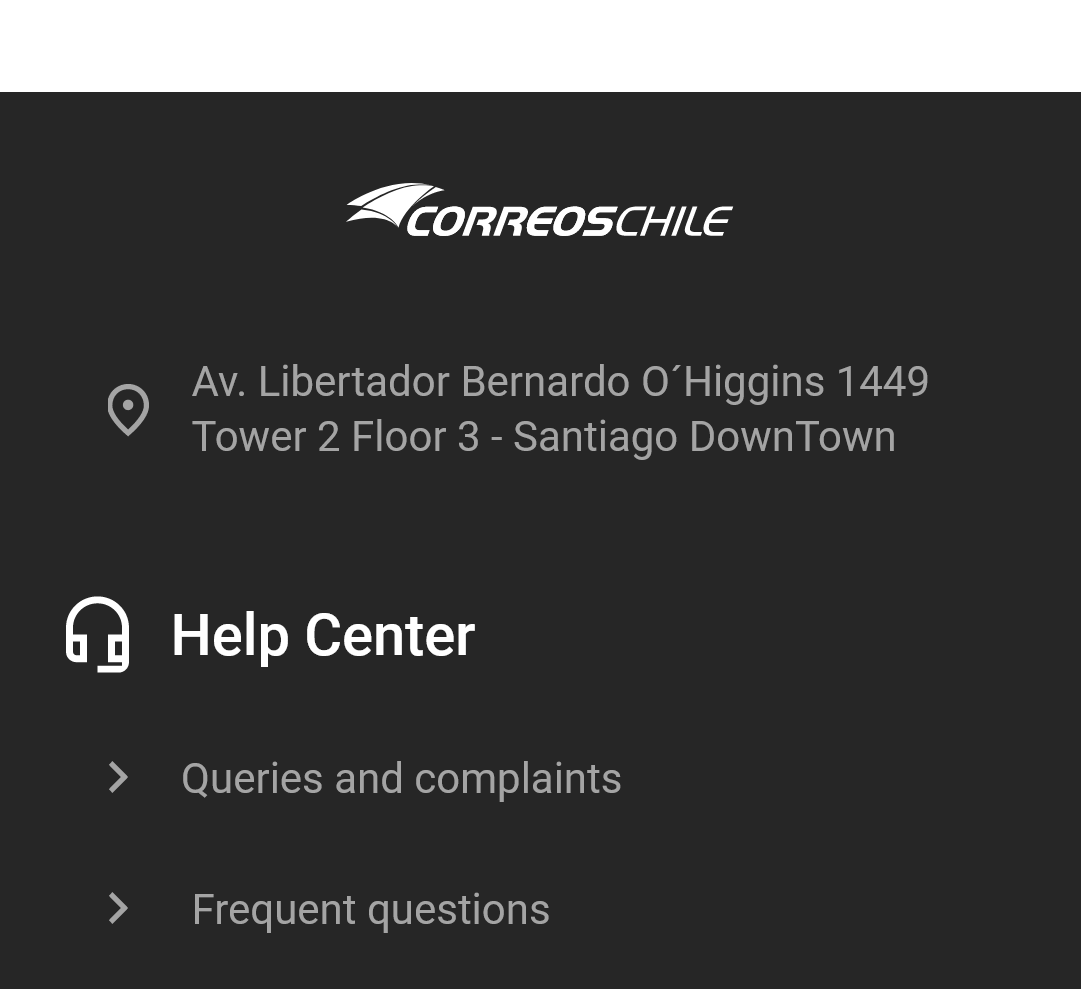 CORREOSCHILE
Av. Libertador Bernardo O´Higgins 1449
Tower 2 Floor 3 - Santiago DownTown
Help Center
Queries and complaints
Frequent questions